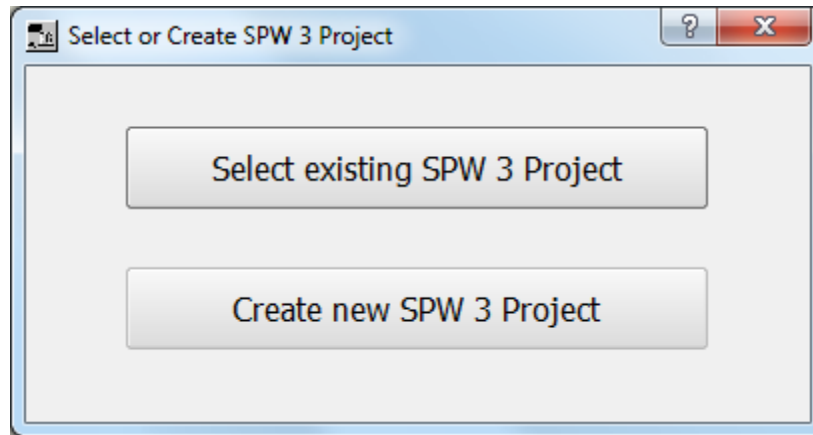 Select or Create SPW 3 Project
Select existing SPW 3 Project
Create new SPW 3 Project